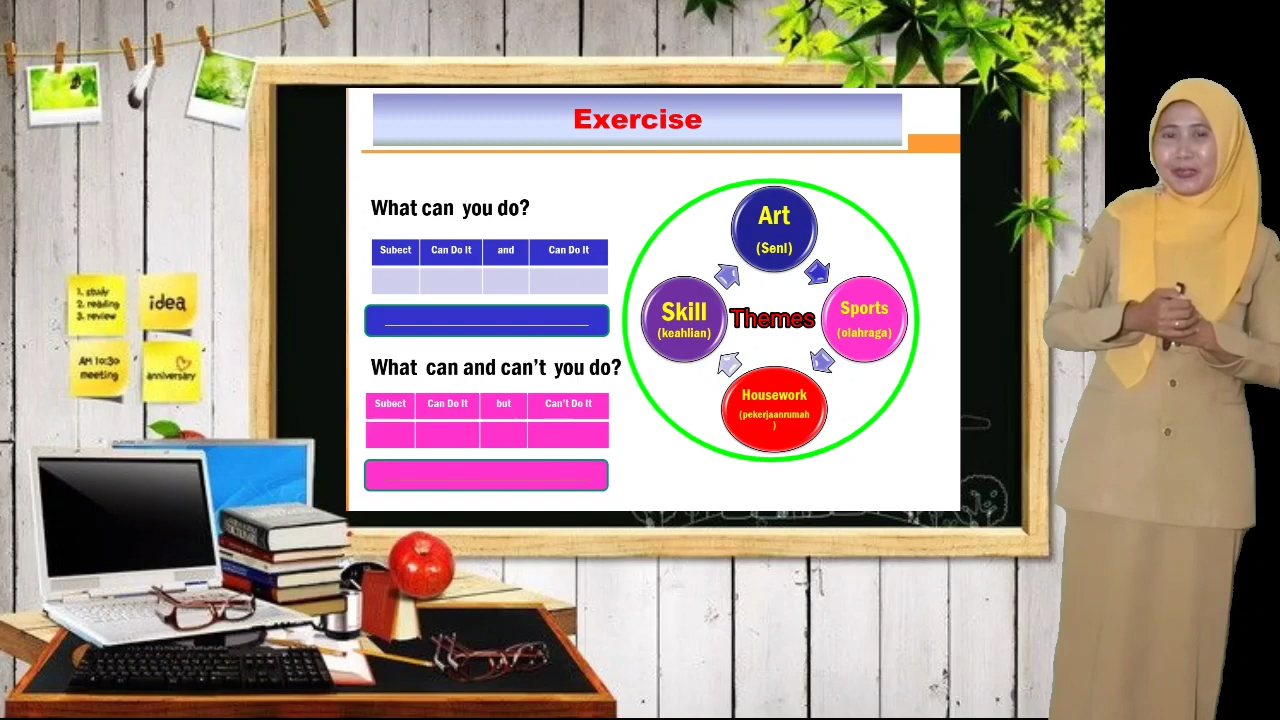 Exercise
What can you do?
Subect Can Do It and Can Do It
What can and can't you do?
Subect Can Do It but Can't Do It
Art
(Seni)
Skill
(keahlian)
Themes
Sports
(olahraga)
Housework
(pekerjaanrumah
)
1. study
2. reading
3. review
idea
AM 10:30
meeting
anniversary